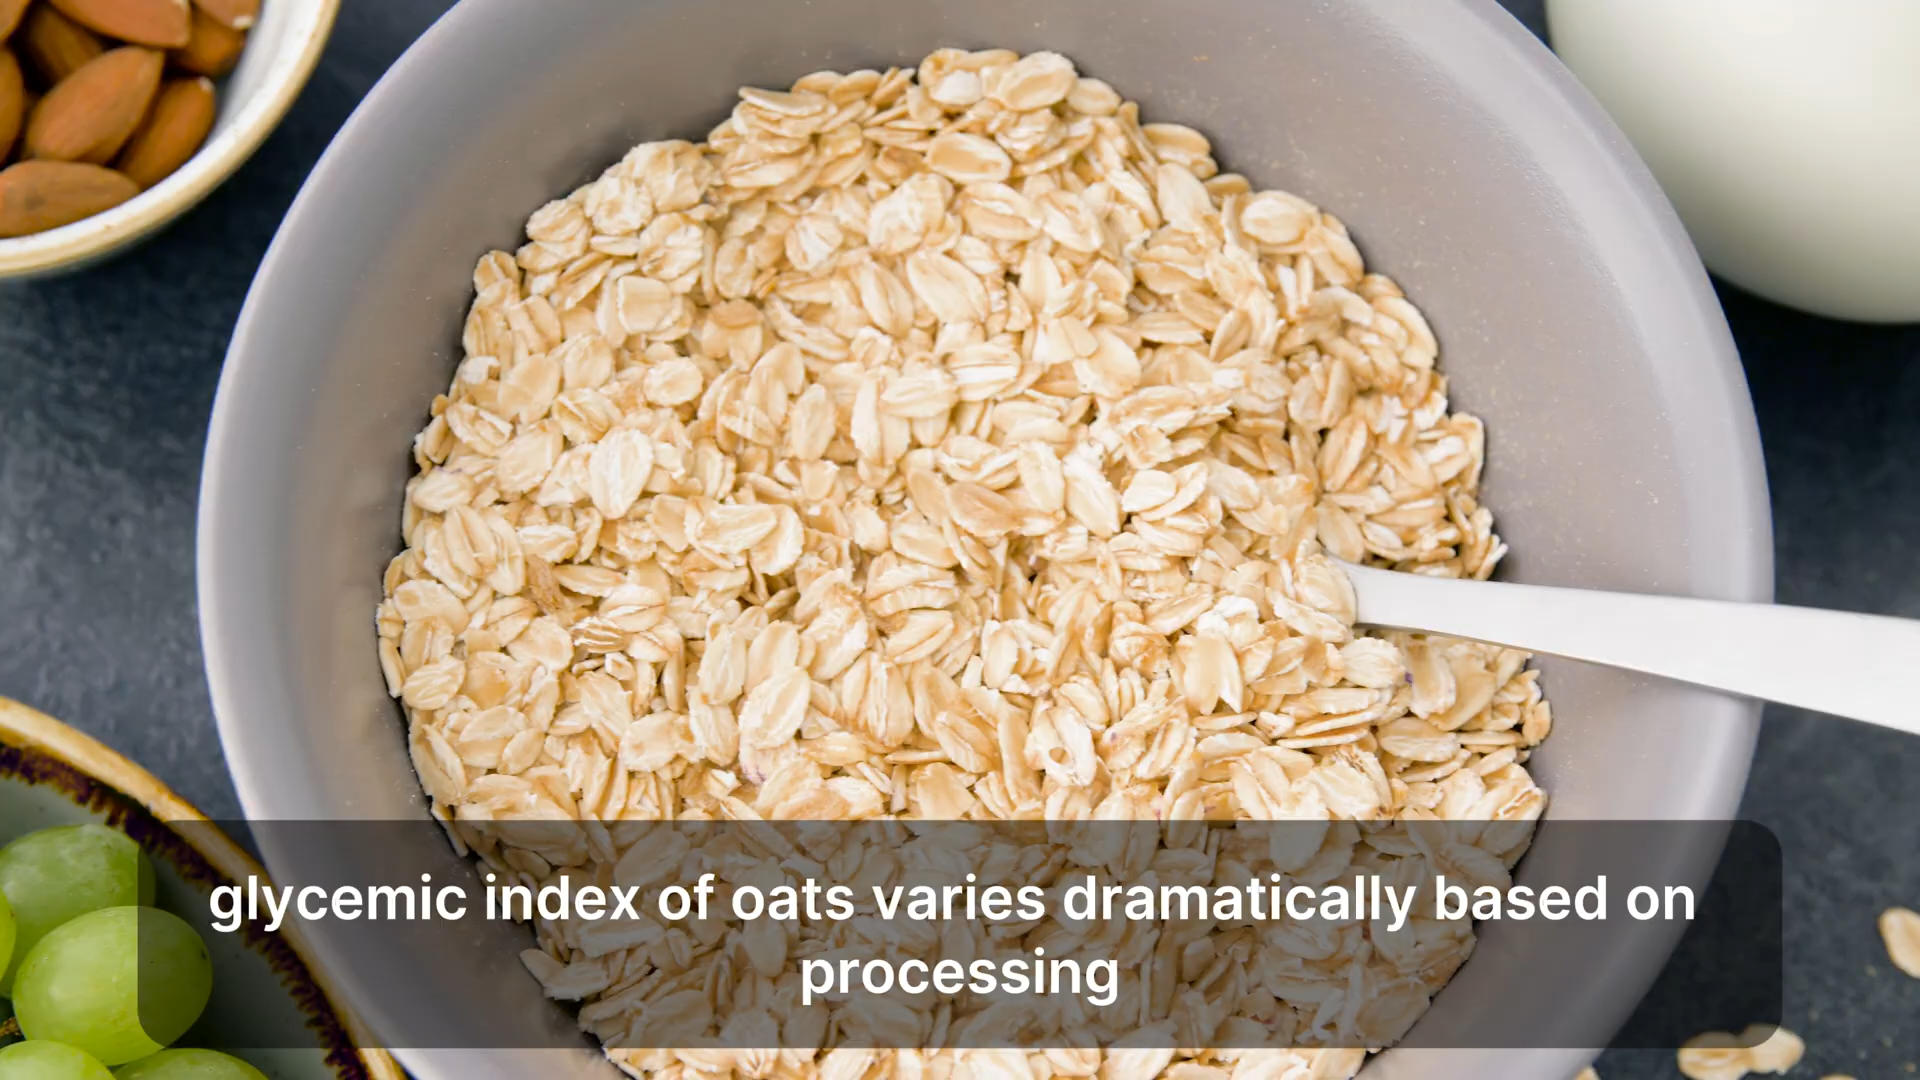 glycemic index of oats varies dramatically based on
processing